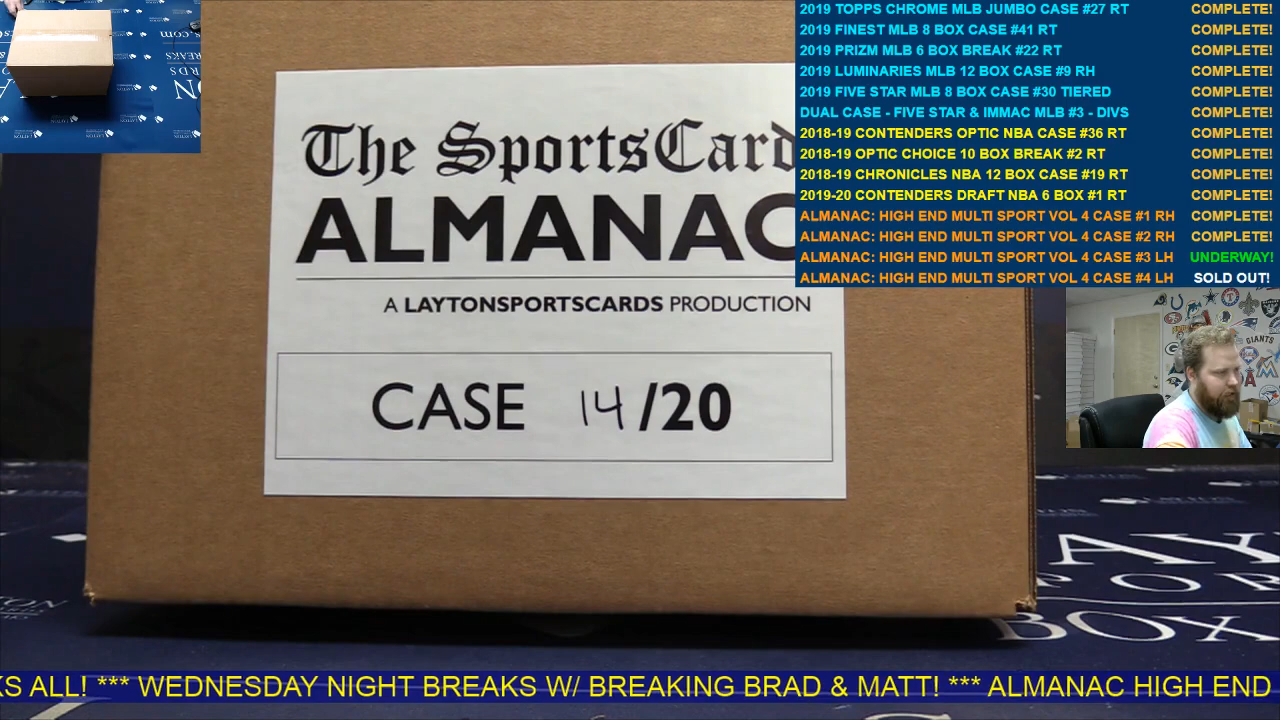 2019 TOPPS CHROME MLB JUMBO CASE #27 RT COMPLETE!
2019 FINEST MLB 8 BOX CASE #41 RT COMPLETE!
2019 PRIZM MLB 6 BOX BREAK #22 RT COMPLETE!
2019 LUMINARIES MLB 12 BOX CASE #9 RH COMPLETE!
2019 FIVE STAR MLB 8 BOX CASE #30 TIERED COMPLETE!
DUAL CASE - FIVE STAR & IMMAC MLB #3 - DIVS COMPLETE!
2018-19 CONTENDERS OPTIC NBA CASE #36 RT COMPLETE!
2018-19 OPTIC CHOICE 10 BOX BREAK #2 RT COMPLETE!
2018-19 CHRONICLES NBA 12 BOX CASE #19 RT COMPLETE!
2019-20 CONTENDERS DRAFT NBA 6 BOX #1 RT COMPLETE!
ALMANAC: HIGH END MULTI SPORT VOL 4 CASE #1 RH COMPLETE!
ALMANAC: HIGH END MULTI SPORT VOL 4 CASE #2 RH COMPLETE!
ALMANAC: HIGH END MULTI SPORT VOL 4 CASE #3 LH UNDERWAY!
ALMANAC: HIGH END MULTI SPORT VOL 4 CASE #4 LH SOLD OUT!
The SportsCard
ALMANAC
A LAYTONSPORTSCARDS PRODUCTION
CASE 14/20
GIANTS
LAY
SPOR
BOX
KS ALL! *** WEDNESDAY NIGHT BREAKS W/ BREAKING BRAD & MATT! *** ALMANAC HIGH END